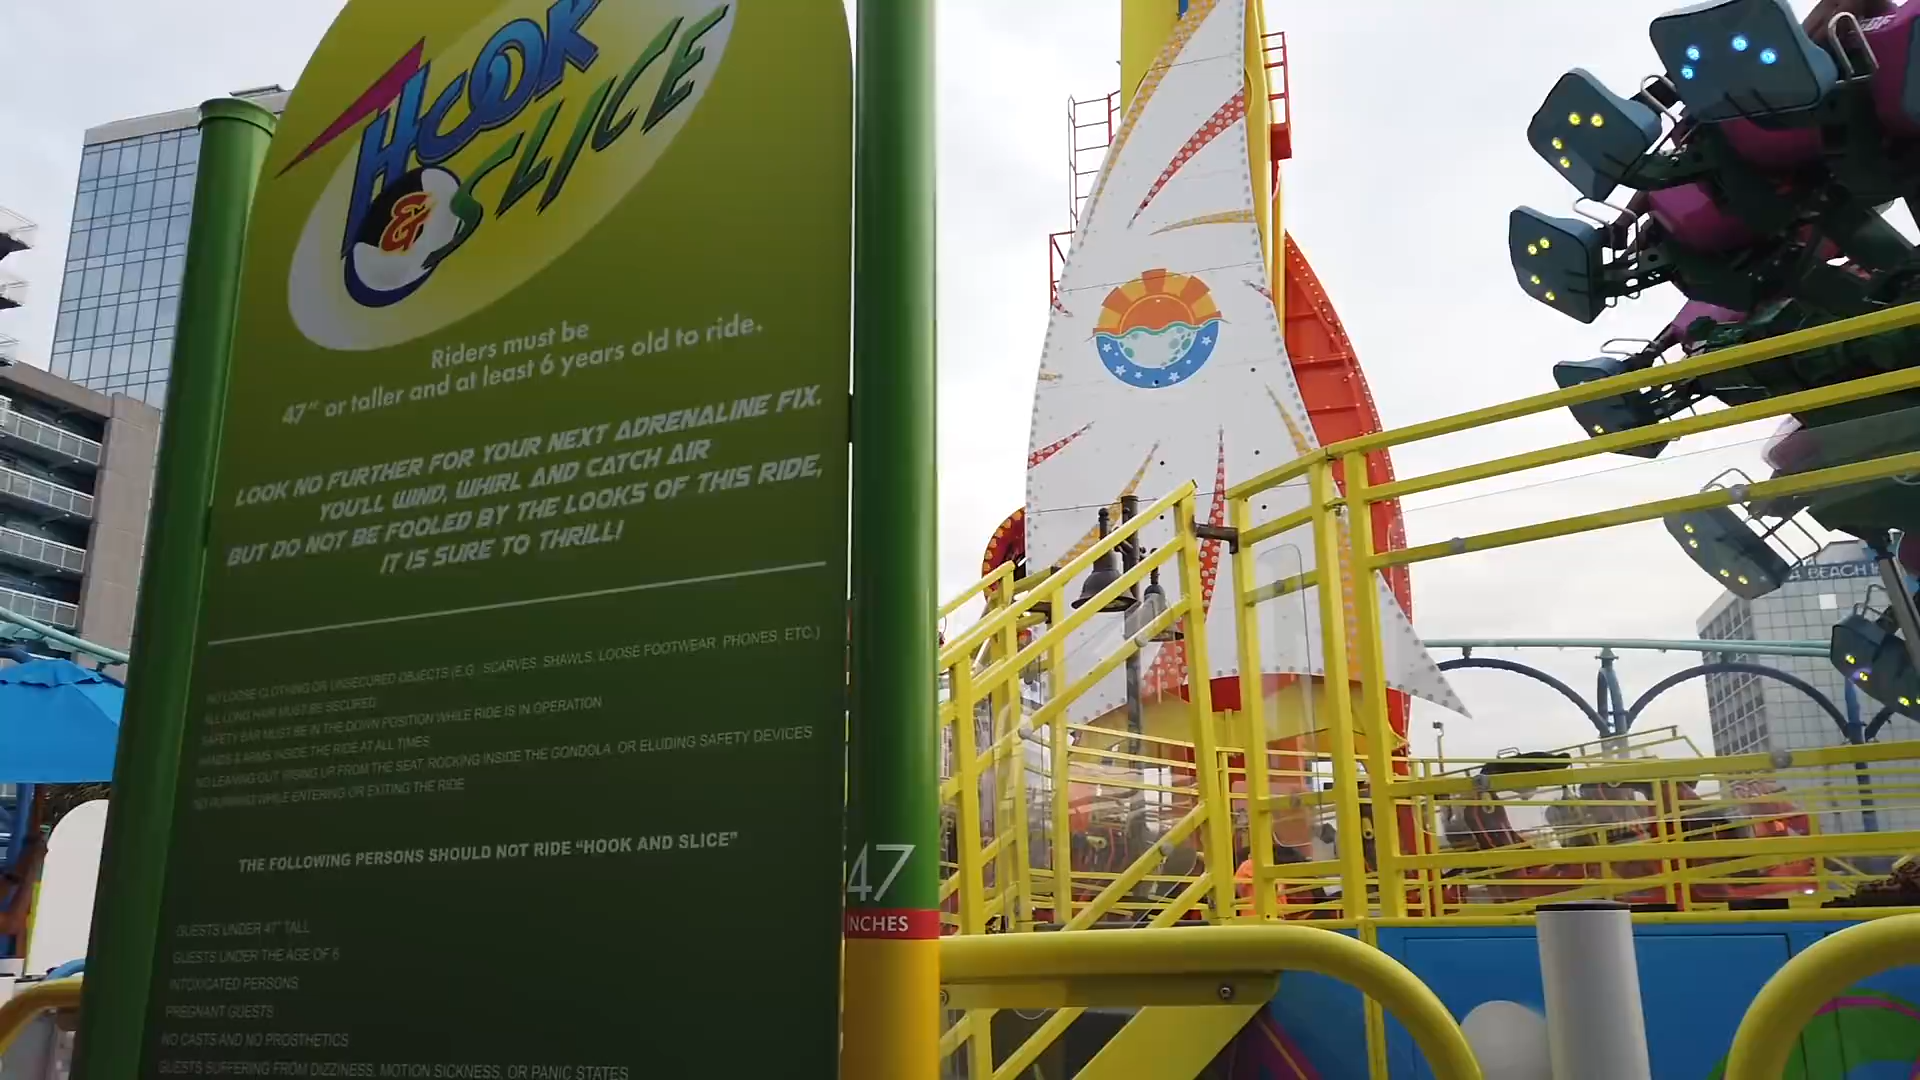 HOOK
& SLICE
Riders must be
47" or taller and at least 6 years old to ride.
LOOK NO FURTHER FOR YOUR NEXT ADRENALINE FIX.
YOU'LL WIND, WHIRL AND CATCH AIR
BUT DO NOT BE FOOLED BY THE LOOKS OF THIS RIDE,
IT IS SURE TO THRILL!
NO LOOSE CLOTHING OR UNSECURED OBJECTS (E.G. SCARVES, SHAWLS, LOOSE FOOTWEAR, PHONES, ETC.)
ALL LONG HAIR MUST BE SECURED
SAFETY BAR MUST BE IN THE DOWN POSITION WHILE RIDE IS IN OPERATION
HANDS & ARMS INSIDE THE RIDE AT ALL TIMES
NO LEANING OUT, RISING UP FROM THE SEAT, ROCKING INSIDE THE GONDOLA, OR ELUDING SAFETY DEVICES
NO RUNNING WHILE ENTERING OR EXITING THE RIDE
THE FOLLOWING PERSONS SHOULD NOT RIDE "HOOK AND SLICE"
GUESTS UNDER 47" TALL
GUESTS UNDER THE AGE OF 6
INTOXICATED PERSONS
PREGNANT GUESTS
NO CASTS AND NO PROSTHETICS
GUESTS SUFFERING FROM DIZZINESS, MOTION SICKNESS, OR PANIC STATES
47
INCHES
BEACH